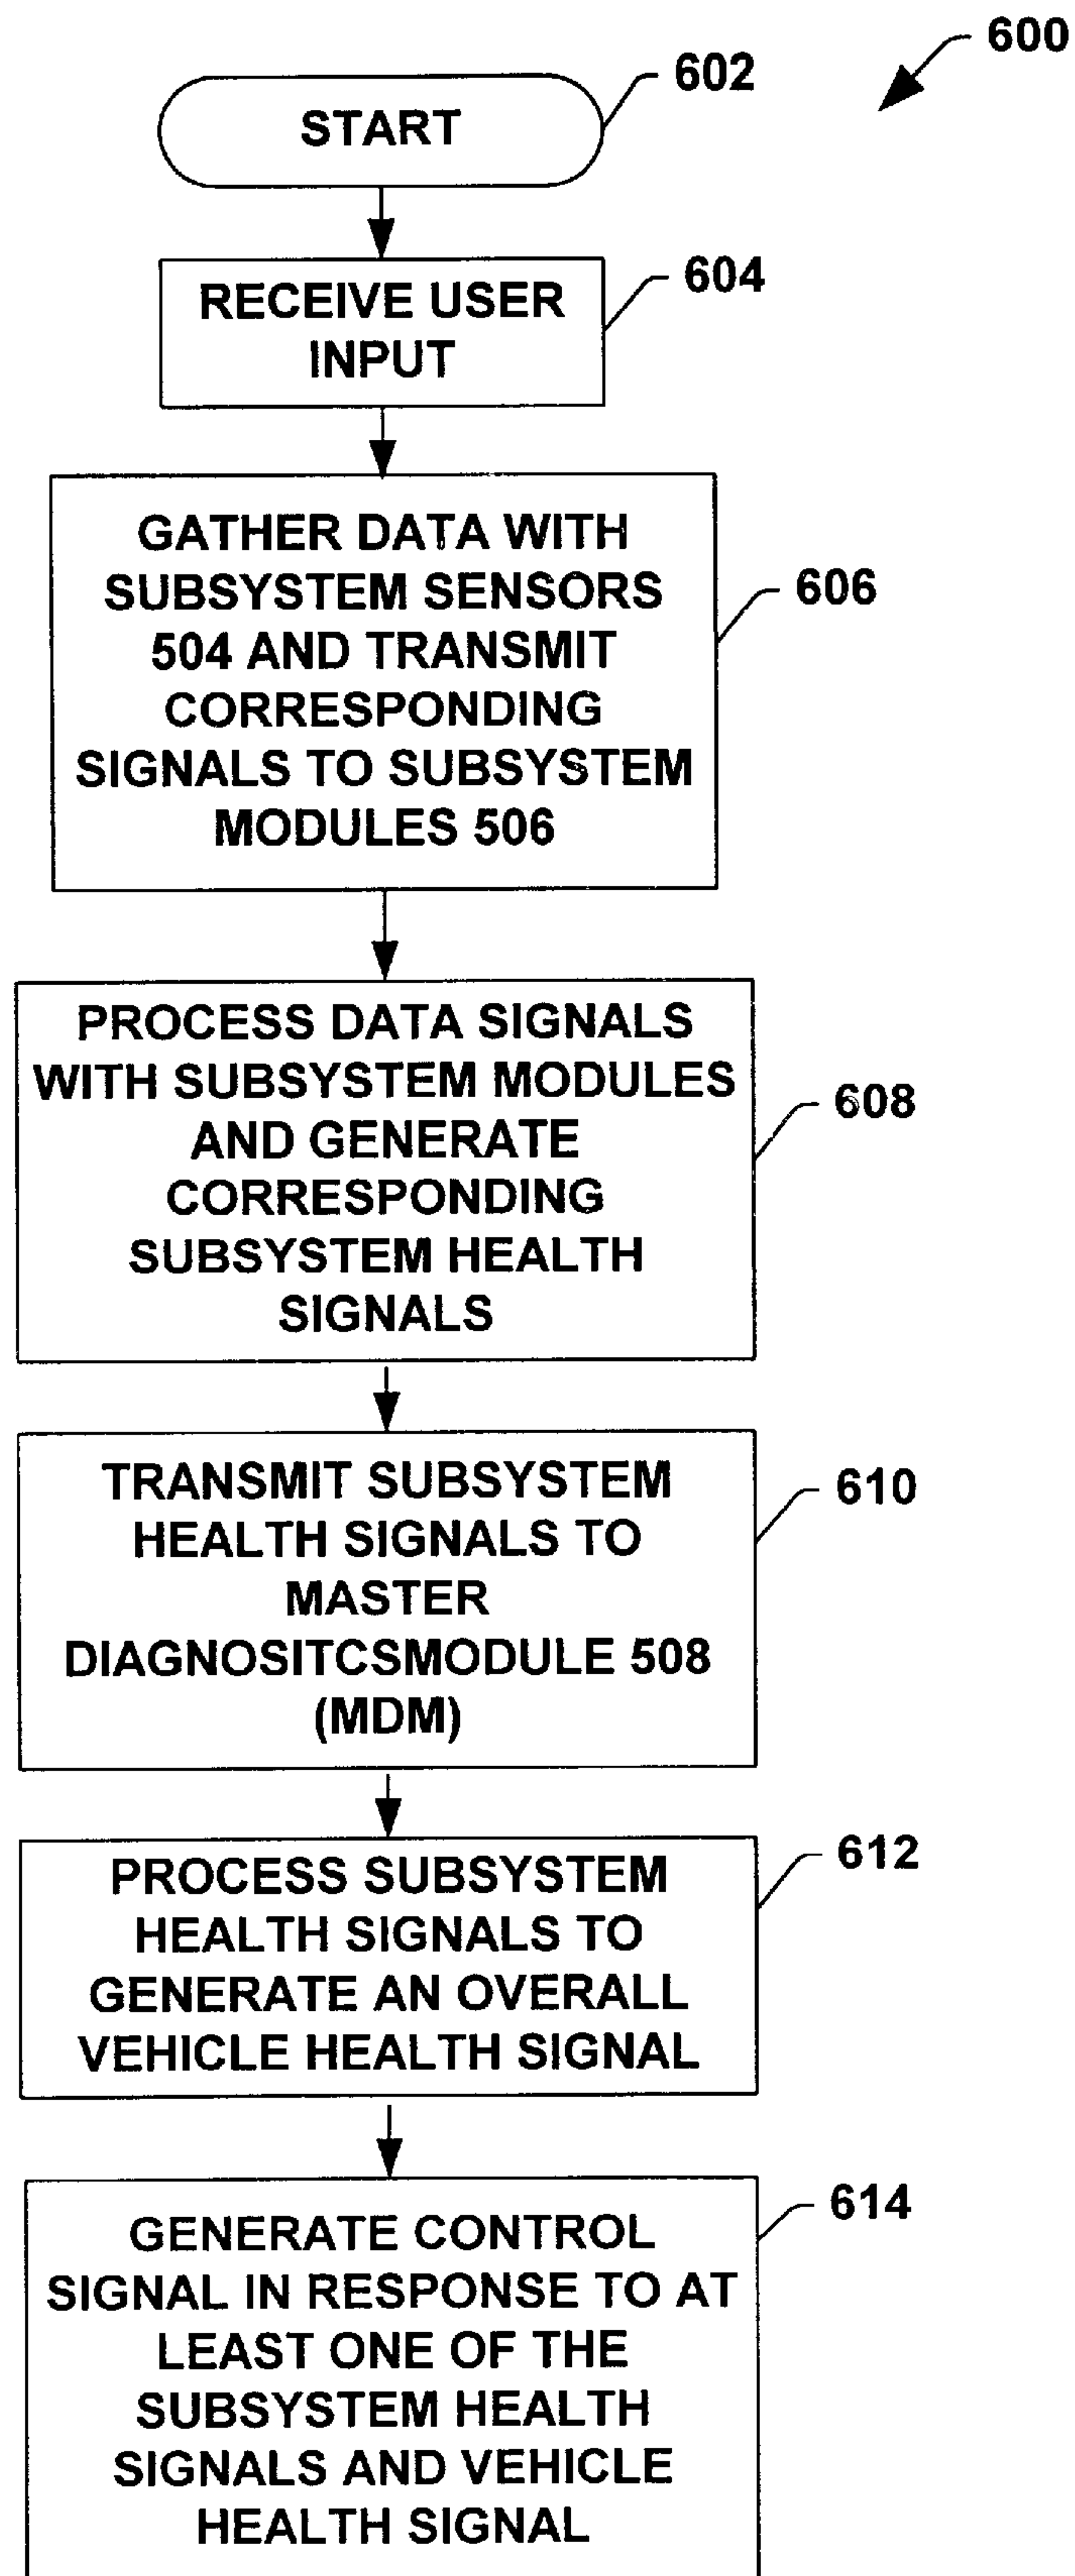 600
602
START
604
RECEIVE USER
INPUT
606
GATHER DATA WITH
SUBSYSTEM SENSORS
504 AND TRANSMIT
CORRESPONDING
SIGNALS TO SUBSYSTEM
MODULES 506
608
PROCESS DATA SIGNALS
WITH SUBSYSTEM MODULES
AND GENERATE
CORRESPONDING
SUBSYSTEM HEALTH
SIGNALS
610
TRANSMIT SUBSYSTEM
HEALTH SIGNALS TO
MASTER
DIAGNOSITCSMODULE 508
(MDM)
612
PROCESS SUBSYSTEM
HEALTH SIGNALS TO
GENERATE AN OVERALL
VEHICLE HEALTH SIGNAL
614
GENERATE CONTROL
SIGNAL IN RESPONSE TO AT
LEAST ONE OF THE
SUBSYSTEM HEALTH
SIGNALS AND VEHICLE
HEALTH SIGNAL